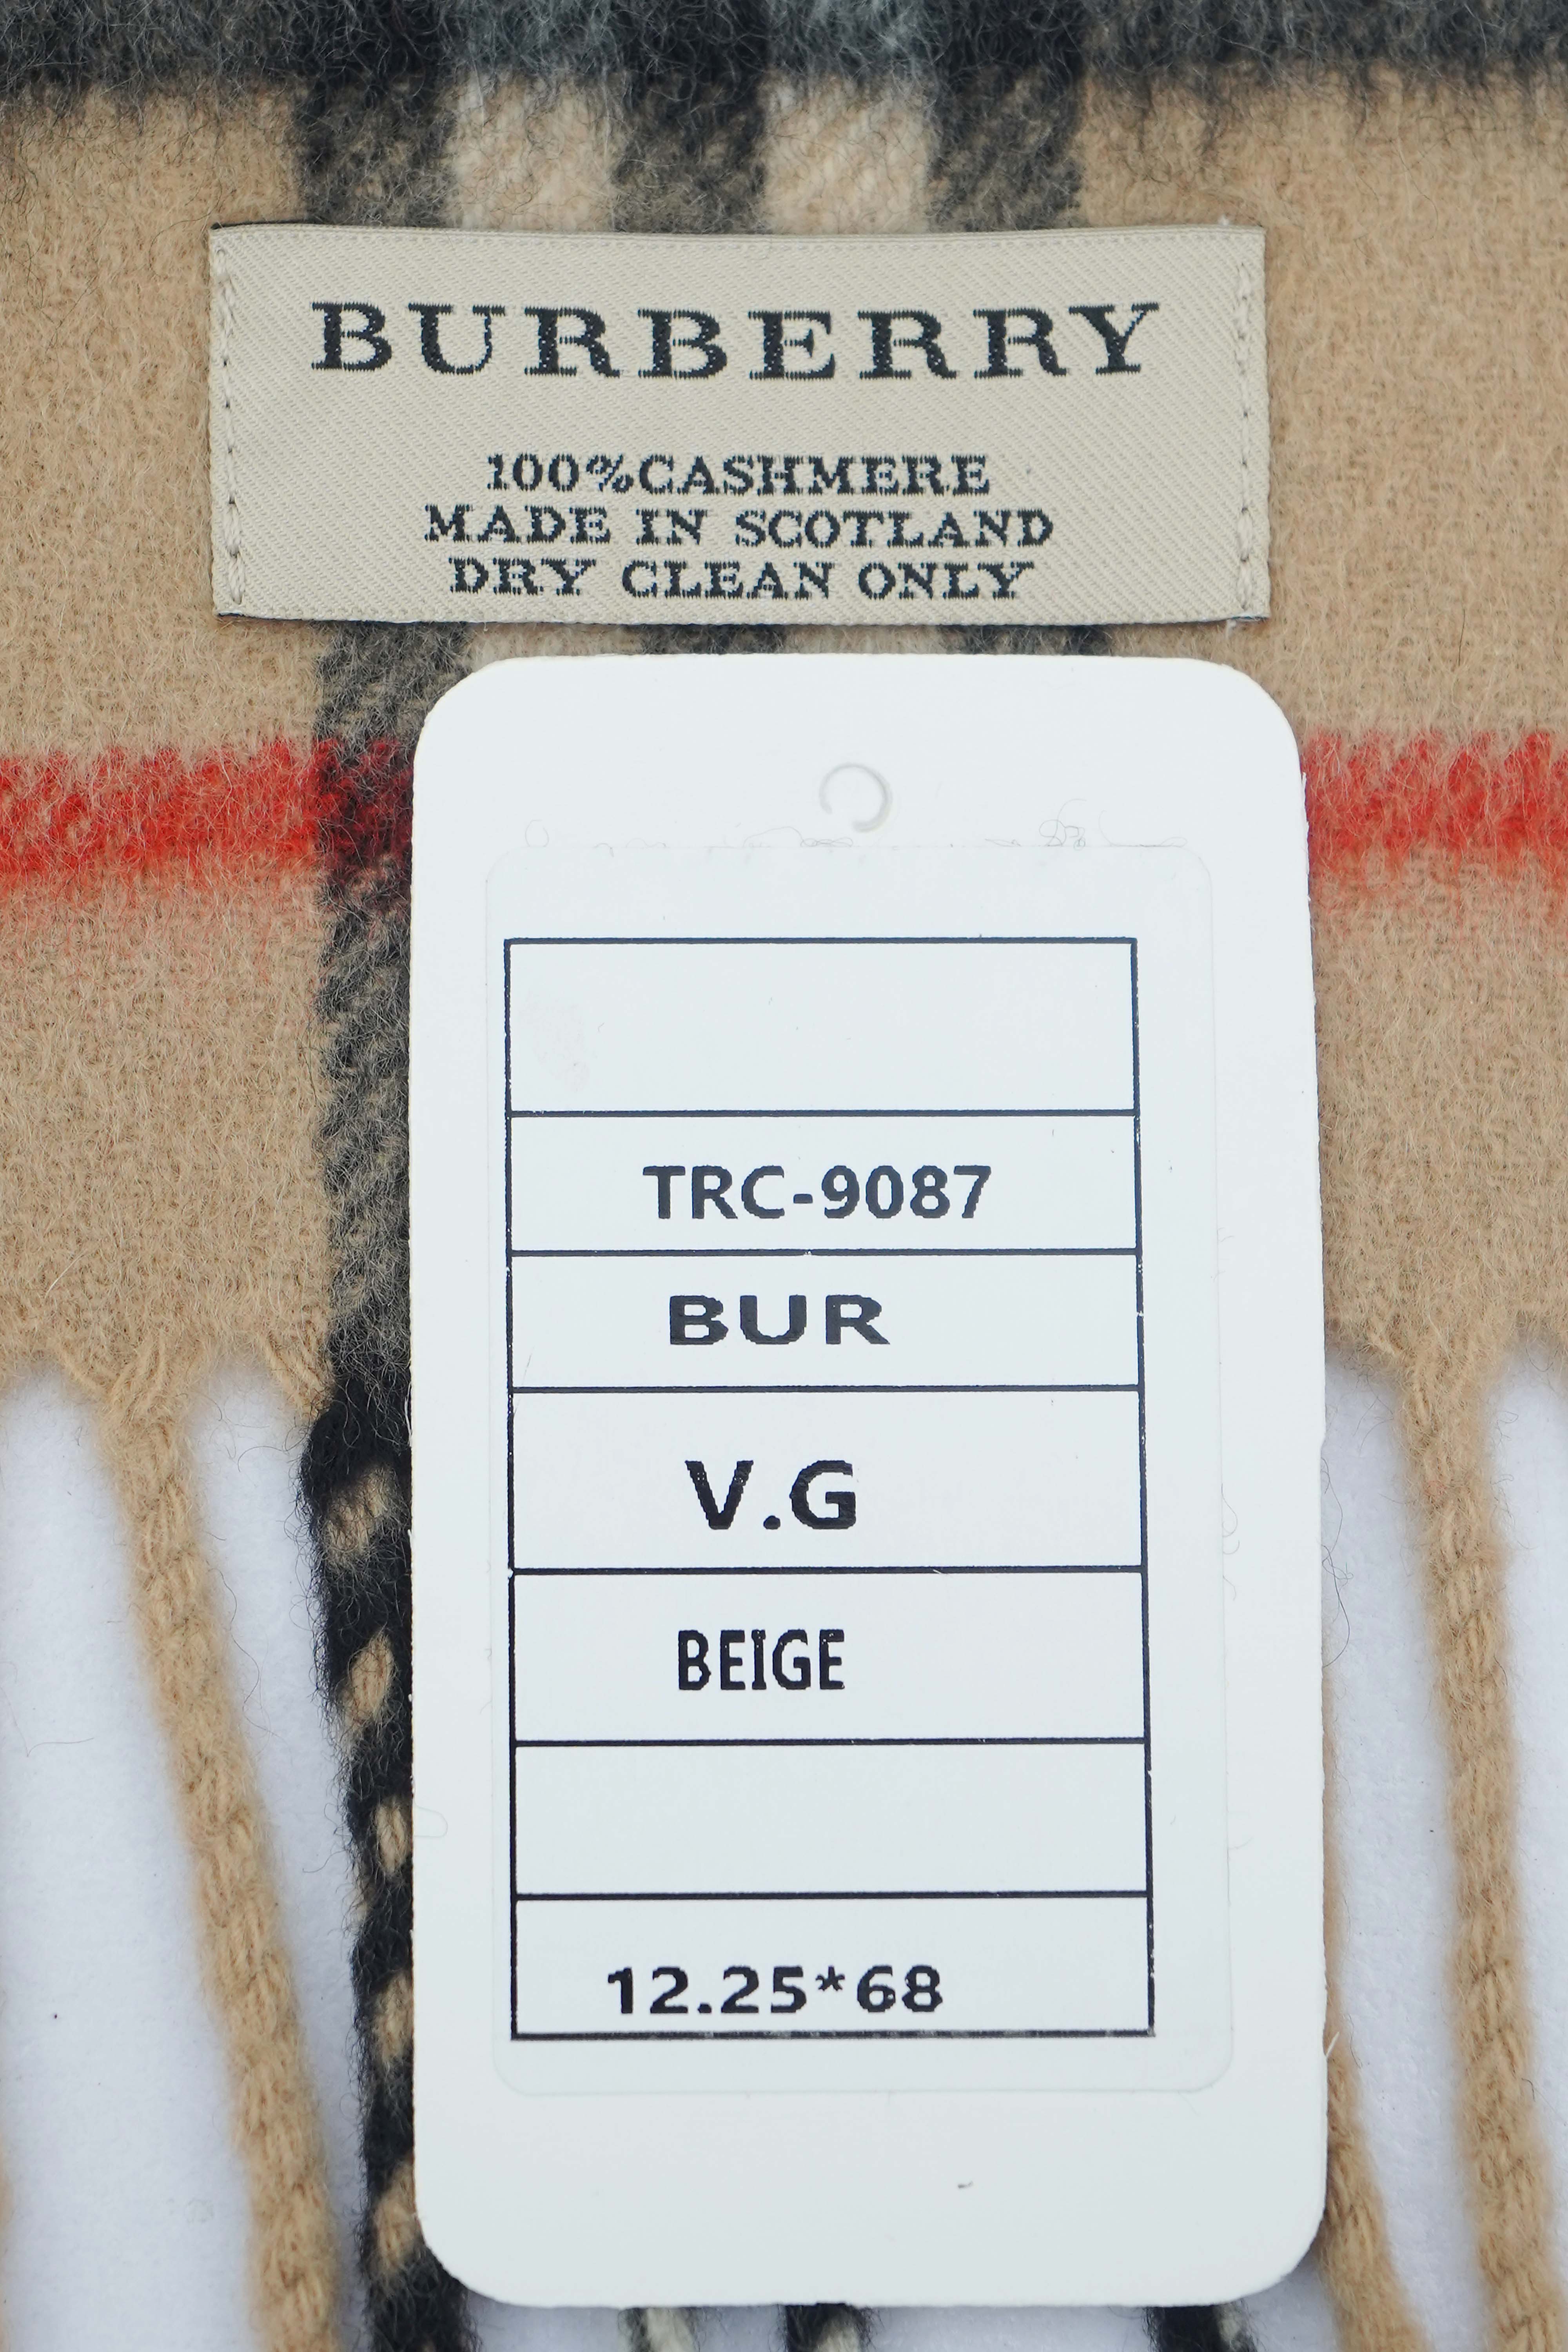 BURBERRY
100%CASHMERE
MADE IN SCOTLAND
DRY CLEAN ONLY
TRC-9087
BUR
V.G
BEIGE
12.25*68